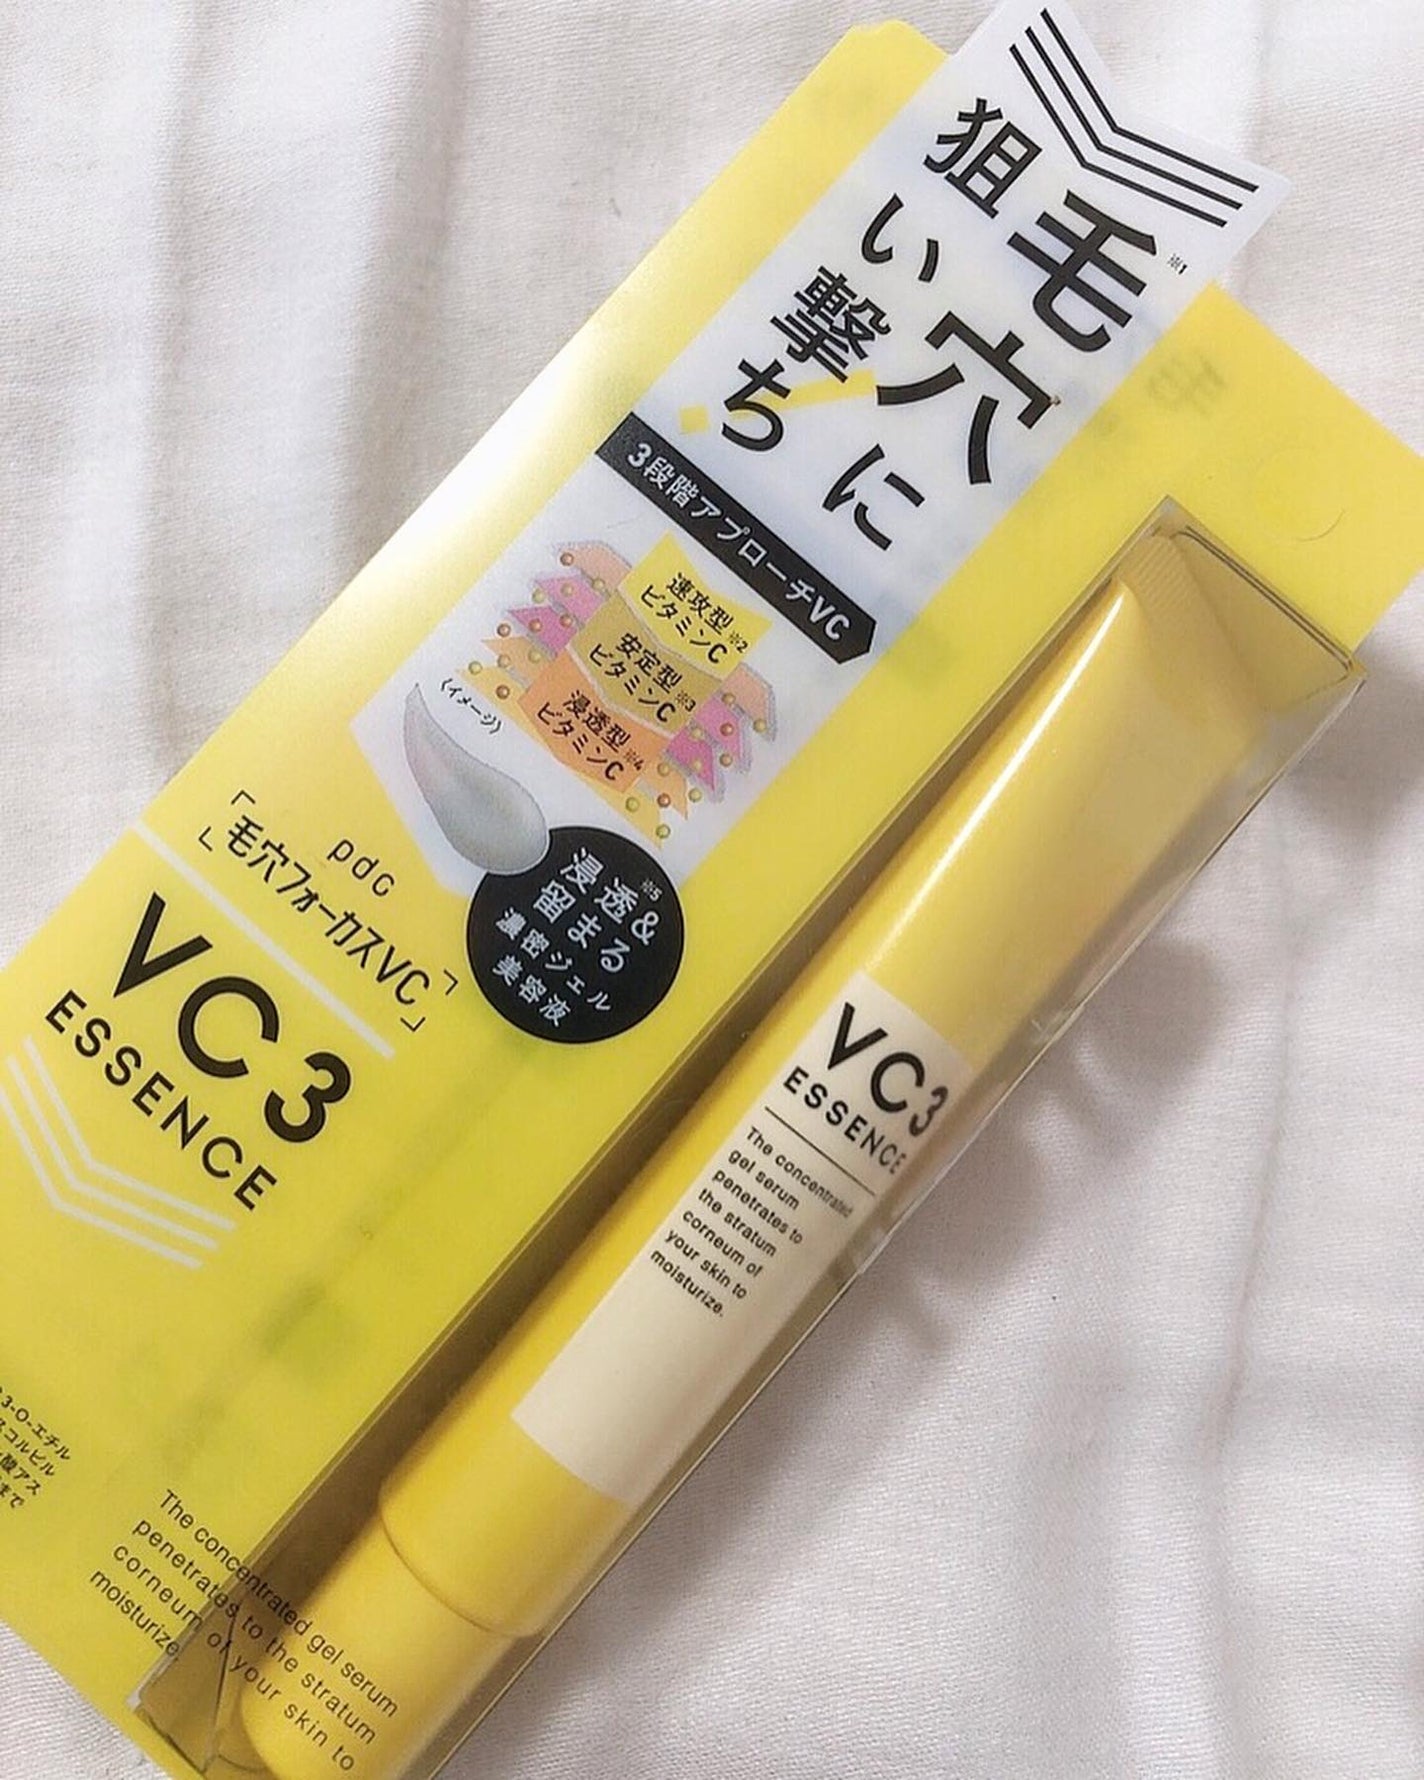 毛穴に
※1
狙い撃ち!
3段階アプローチVC
速攻型
ビタミンC※2
安定型
ビタミンC※3
浸透型
ビタミンC※4
〈イメージ〉
浸透&※5
留まる
濃密ジェル
美容液
pdc
「毛穴フォーカスVC」
VC3
ESSENCE
3-O-エチル
スコルビル
酸アス
まで
The concentrated gel serum
penetrates to the stratum
corneum of your skin to
moisturize.
VC3
ESSENCE
The concentrated
gel serum
penetrates to
the stratum
corneum of
your skin to
moisturize.